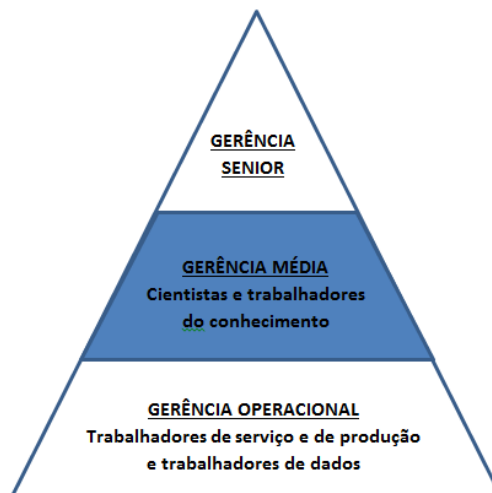 GERÊNCIA
SENIOR
GERÊNCIA MÉDIA
Cientistas e trabalhadores
do conhecimento
GERÊNCIA OPERACIONAL
Trabalhadores de serviço e de produção
e trabalhadores de dados